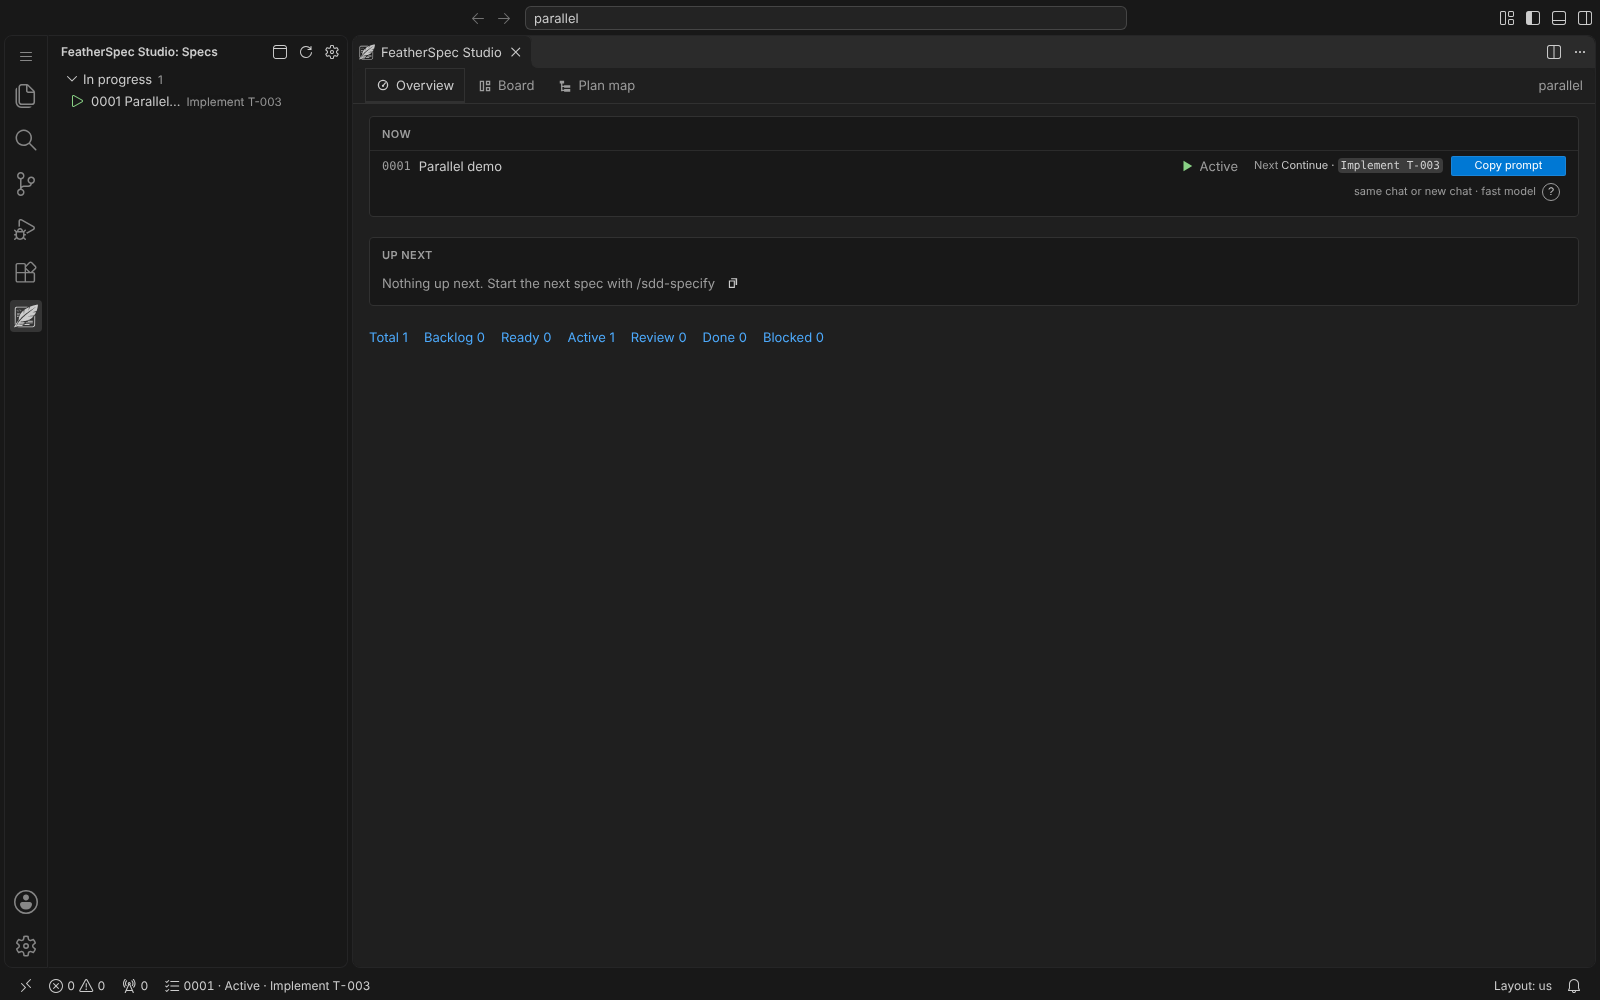 parallel
FeatherSpec Studio: Specs
In progress 1
0001 Parallel... Implement T-003
FeatherSpec Studio
Overview Board Plan map parallel
NOW
0001 Parallel demo Active Next Continue · Implement T-003 Copy prompt
same chat or new chat · fast model ?
UP NEXT
Nothing up next. Start the next spec with /sdd-specify
Total 1 Backlog 0 Ready 0 Active 1 Review 0 Done 0 Blocked 0
0 0 0 0001 · Active · Implement T-003 Layout: us